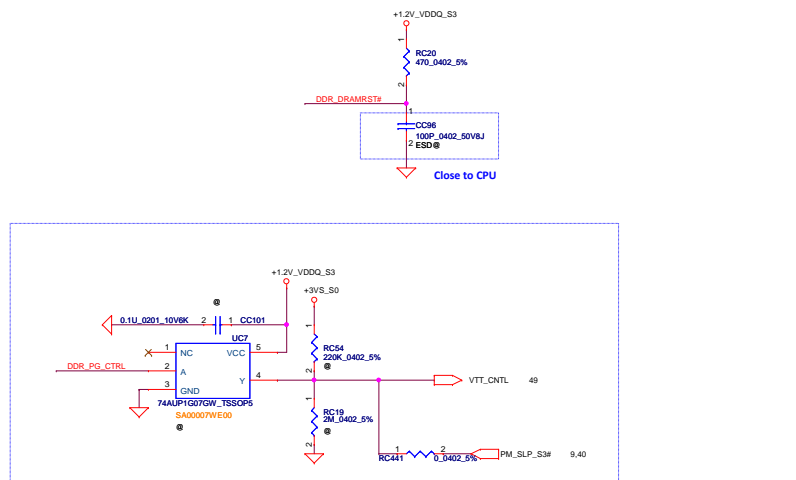 +1.2V_VDDQ_S3
1
RC20
470_0402_5%
2
DDR_DRAMRST#
1
CC96
100P_0402_50V8J
2
ESD@
Close to CPU
+1.2V_VDDQ_S3
+3VS_S0
@
0.1U_0201_10V6K 2 1 CC101
1
UC7
RC54
220K_0402_5%
@
2
1 NC VCC 5
DDR_PG_CTRL 2 A
Y 4
VTT_CNTL 49
3 GND
74AUP1G07GW_TSSOP5
SA00007WE00
@
1
RC19
2M_0402_5%
@
2
1 2
RC441 0_0402_5%
PM_SLP_S3# 9,40